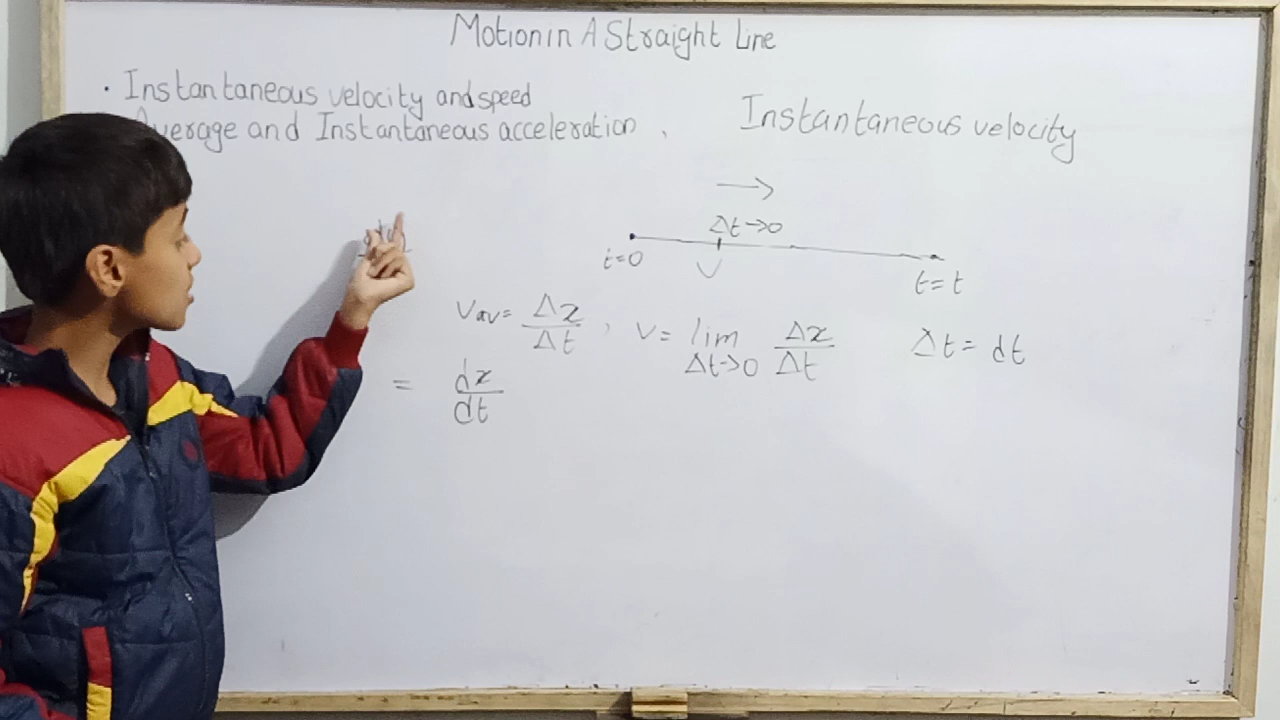 Motion in A Straight Line
• Instantaneous velocity and speed
Average and Instantaneous acceleration
Instantaneous velocity
→
Δt→0
t=0
V
t=t
Vav = Δx/Δt , V = lim Δt→0 Δx/Δt
Δt = dt
= dx/dt